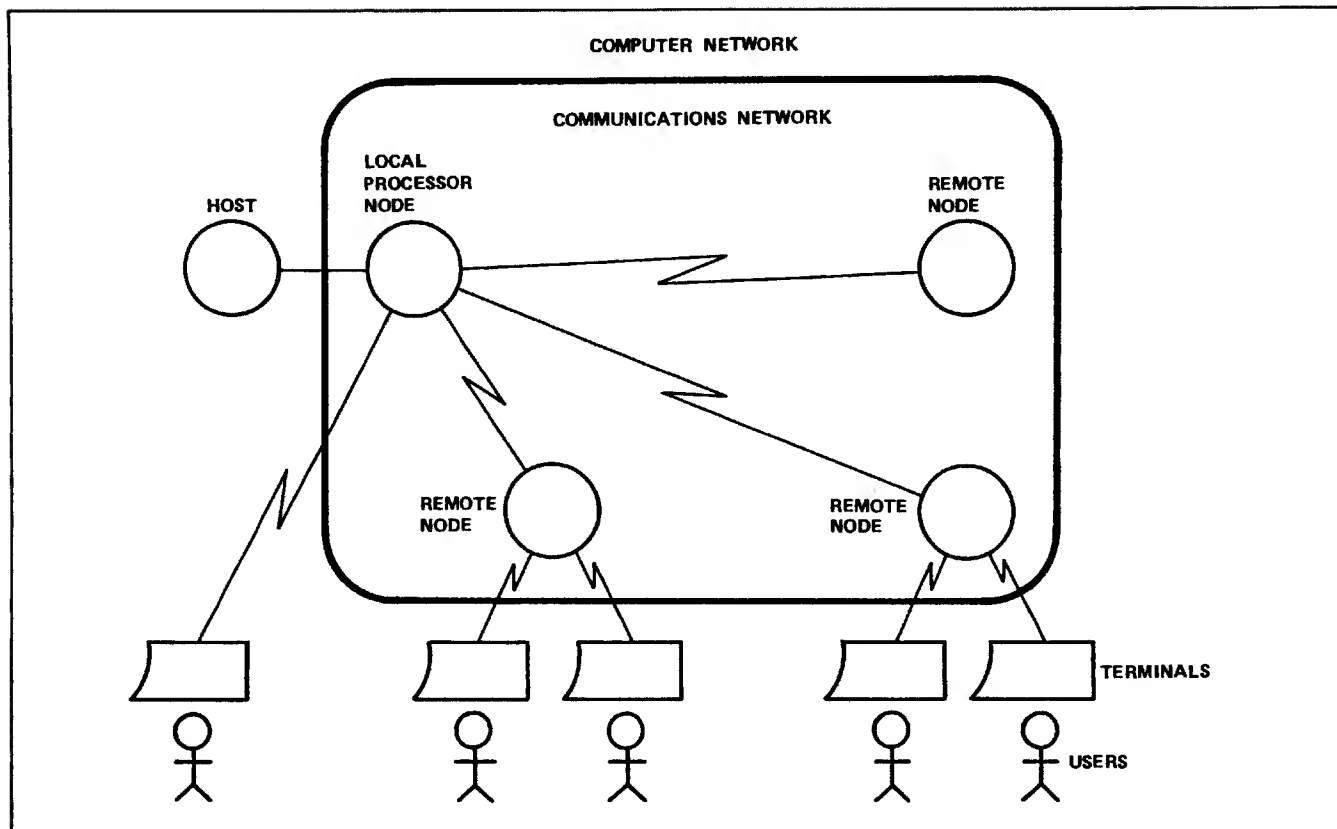 COMPUTER NETWORK
COMMUNICATIONS NETWORK
LOCAL
PROCESSOR
NODE
REMOTE
NODE
HOST
REMOTE
NODE
REMOTE
NODE
TERMINALS
USERS